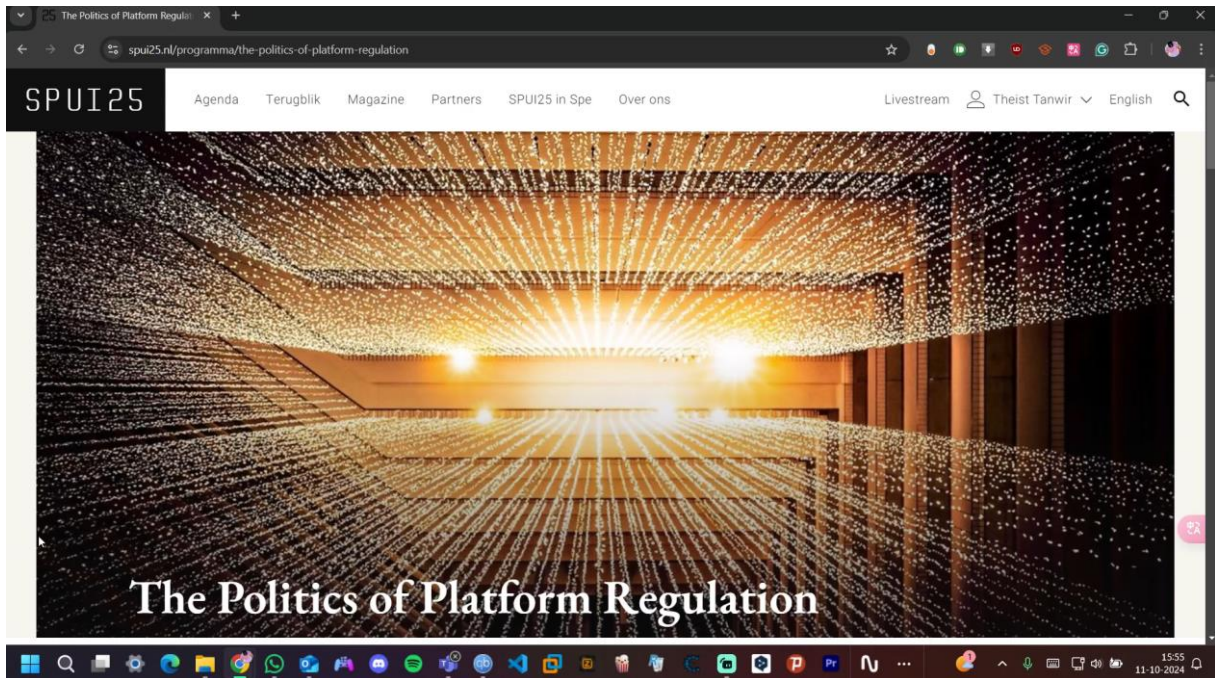 The Politics of Platform Regulat
spui25.nl/programma/the-politics-of-platform-regulation
SPUI25 Agenda Terugblik Magazine Partners SPUI25 in Spe Over ons Livestream Theist Tanwir English
The Politics of Platform Regulation
15:55
11-10-2024